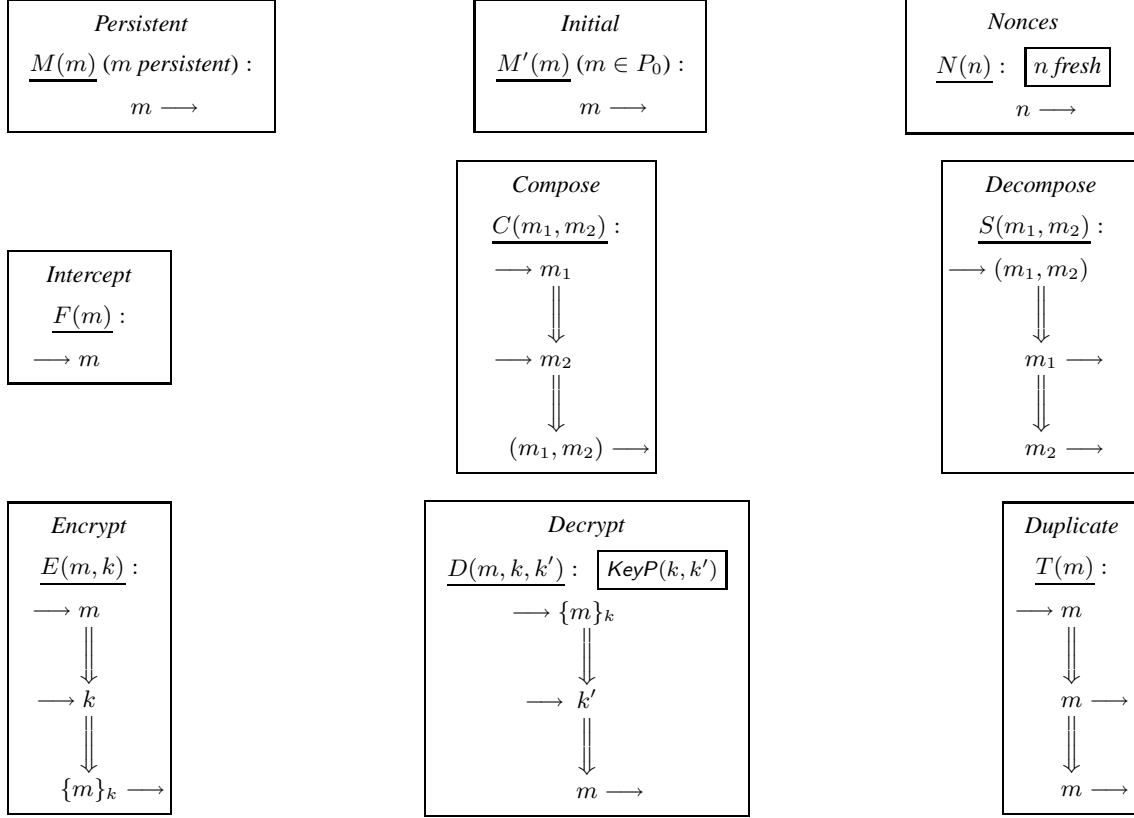 Persistent
M(m) (m persistent) :
m ⟶
Initial
M′(m) (m ∈ P₀) :
m ⟶
Nonces
N(n) : n fresh
n ⟶
Intercept
F(m) :
⟶ m
Compose
C(m₁, m₂) :
⟶ m₁
⟶ m₂
(m₁, m₂) ⟶
Decompose
S(m₁, m₂) :
⟶ (m₁, m₂)
m₁ ⟶
m₂ ⟶
Encrypt
E(m, k) :
⟶ m
⟶ k
{m}ₖ ⟶
Decrypt
D(m, k, k′) : KeyP(k, k′)
⟶ {m}ₖ
⟶ k′
m ⟶
Duplicate
T(m) :
⟶ m
m ⟶
m ⟶